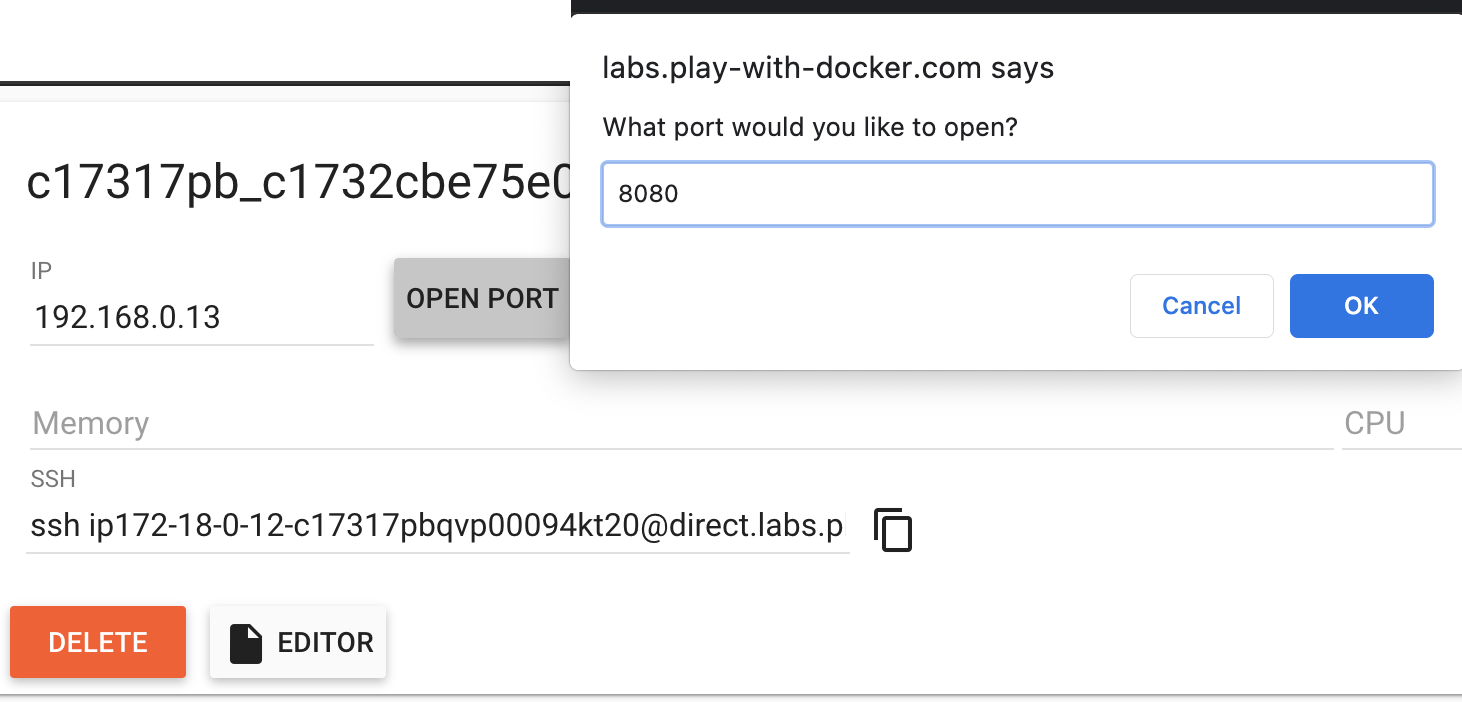 labs.play-with-docker.com says
What port would you like to open?
8080
Cancel
OK
c17317pb_c1732cbe75e0
IP
192.168.0.13
OPEN PORT
Memory
CPU
SSH
ssh ip172-18-0-12-c17317pbqvp00094kt20@direct.labs.p
DELETE
EDITOR